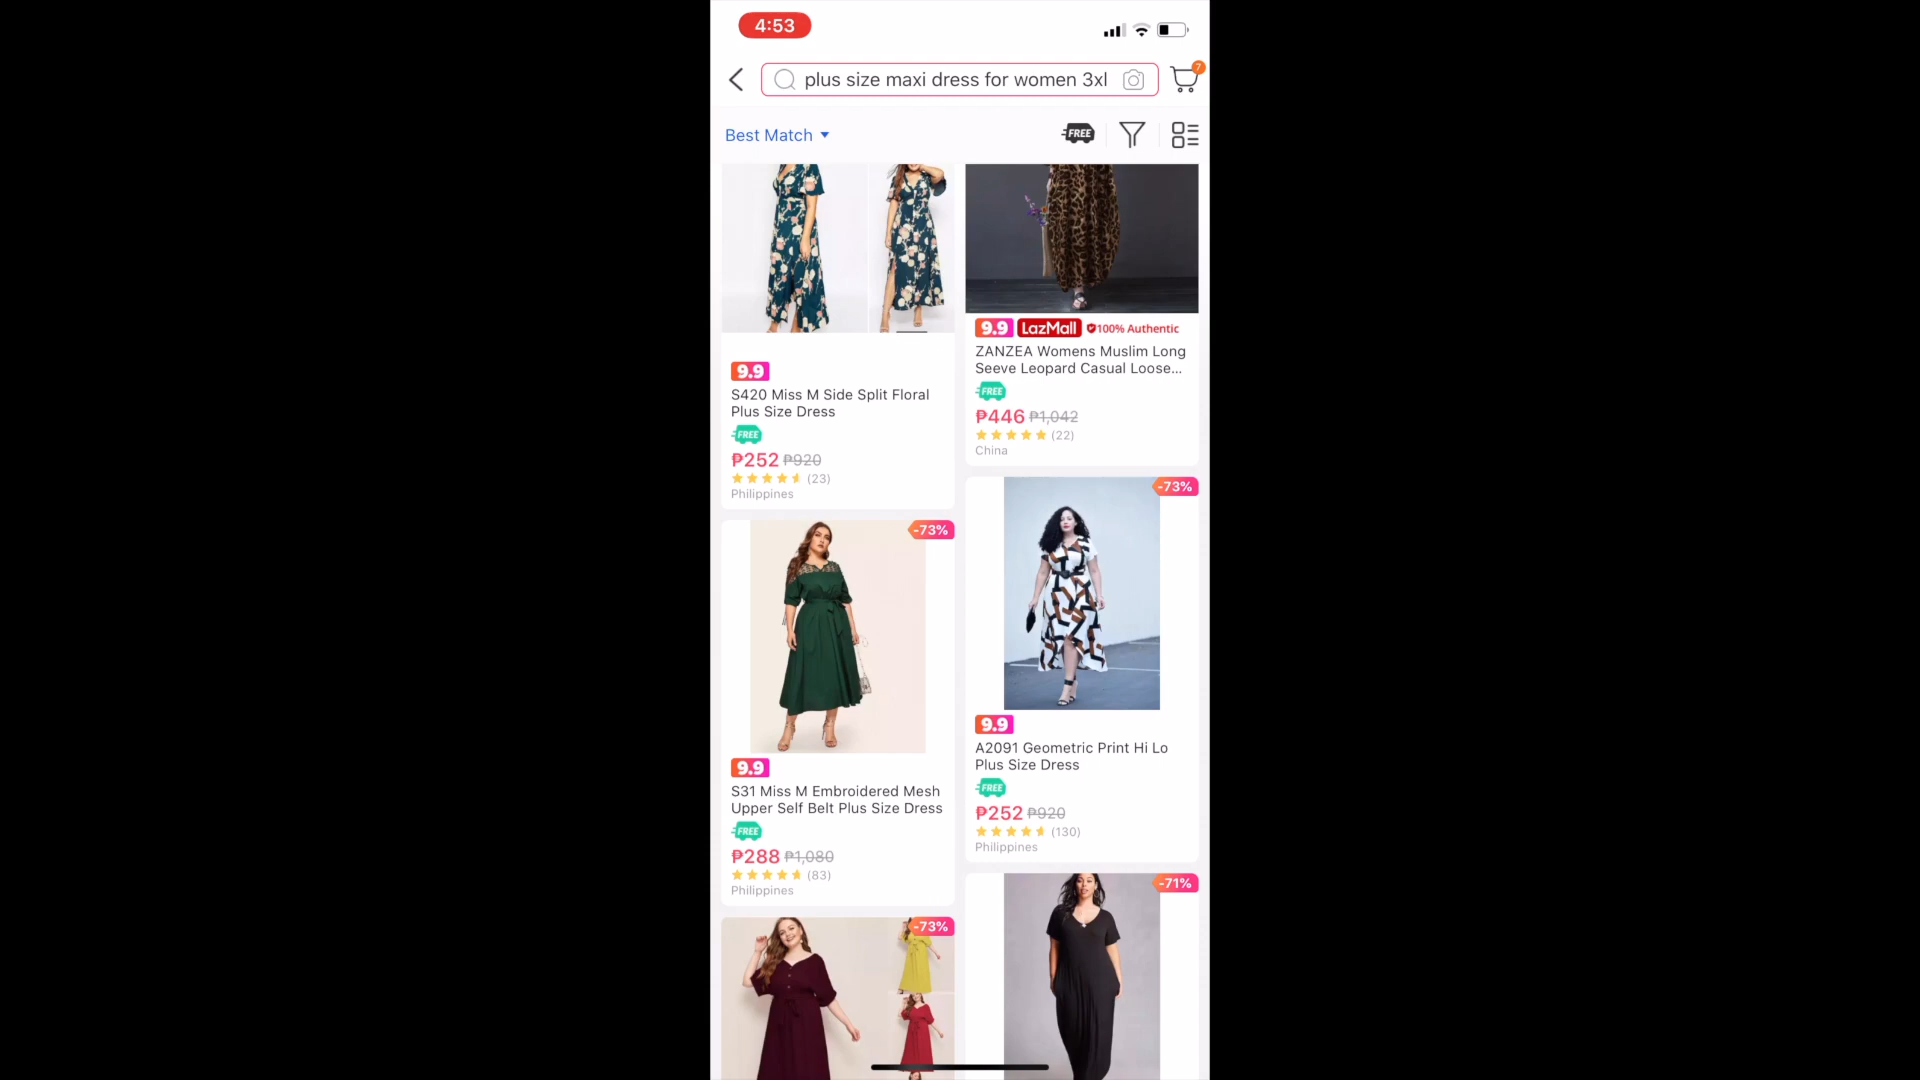 4:53
plus size maxi dress for women 3xl
7
Best Match
FREE
9.9
S420 Miss M Side Split Floral
Plus Size Dress
FREE
₱252 ₱920
(23)
Philippines
9.9 LazMall 100% Authentic
ZANZEA Womens Muslim Long
Seeve Leopard Casual Loose...
FREE
₱446 ₱1,042
(22)
China
-73%
9.9
S31 Miss M Embroidered Mesh
Upper Self Belt Plus Size Dress
FREE
₱288 ₱1,080
(83)
Philippines
-73%
9.9
A2091 Geometric Print Hi Lo
Plus Size Dress
FREE
₱252 ₱920
(130)
Philippines
-73%
-71%